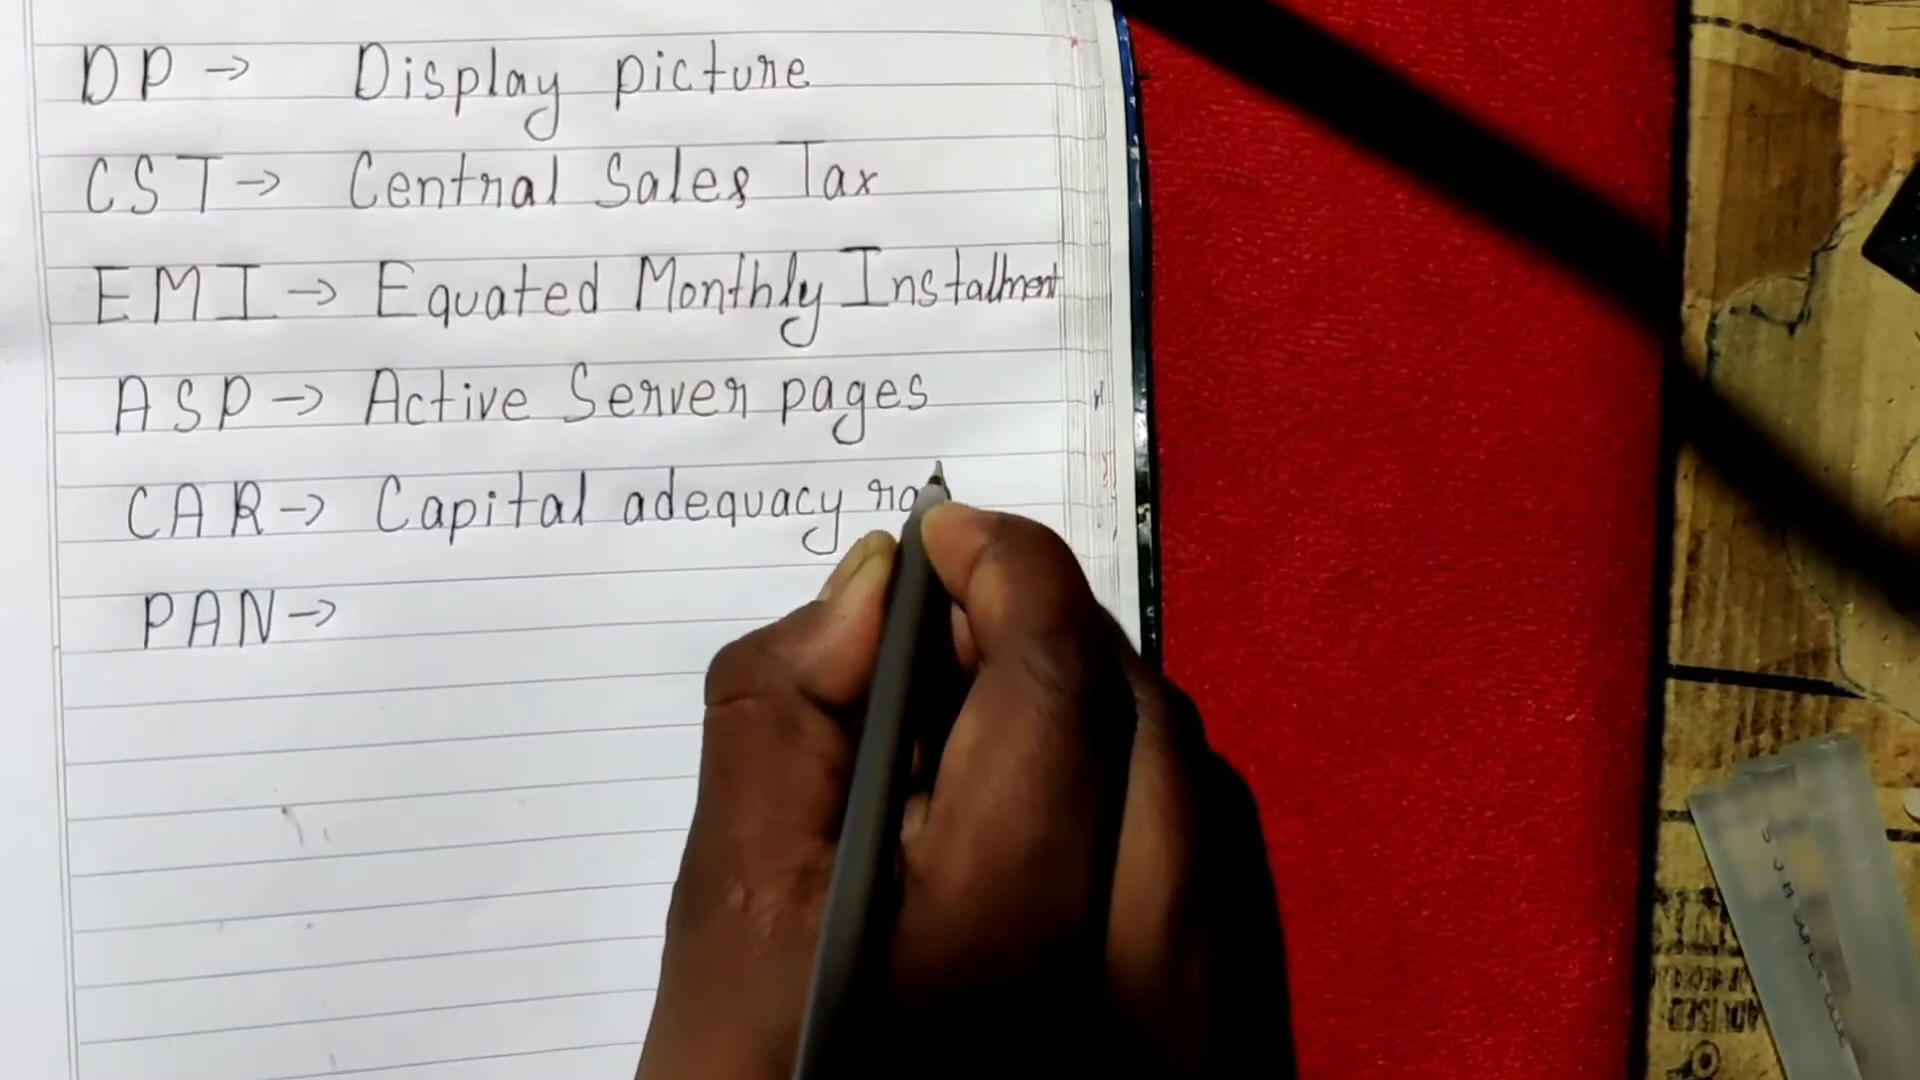 DP → Display picture
CST → Central Sales Tax
EMI → Equated Monthly Installment
ASP → Active Server pages
CAR → Capital adequacy ra
PAN →